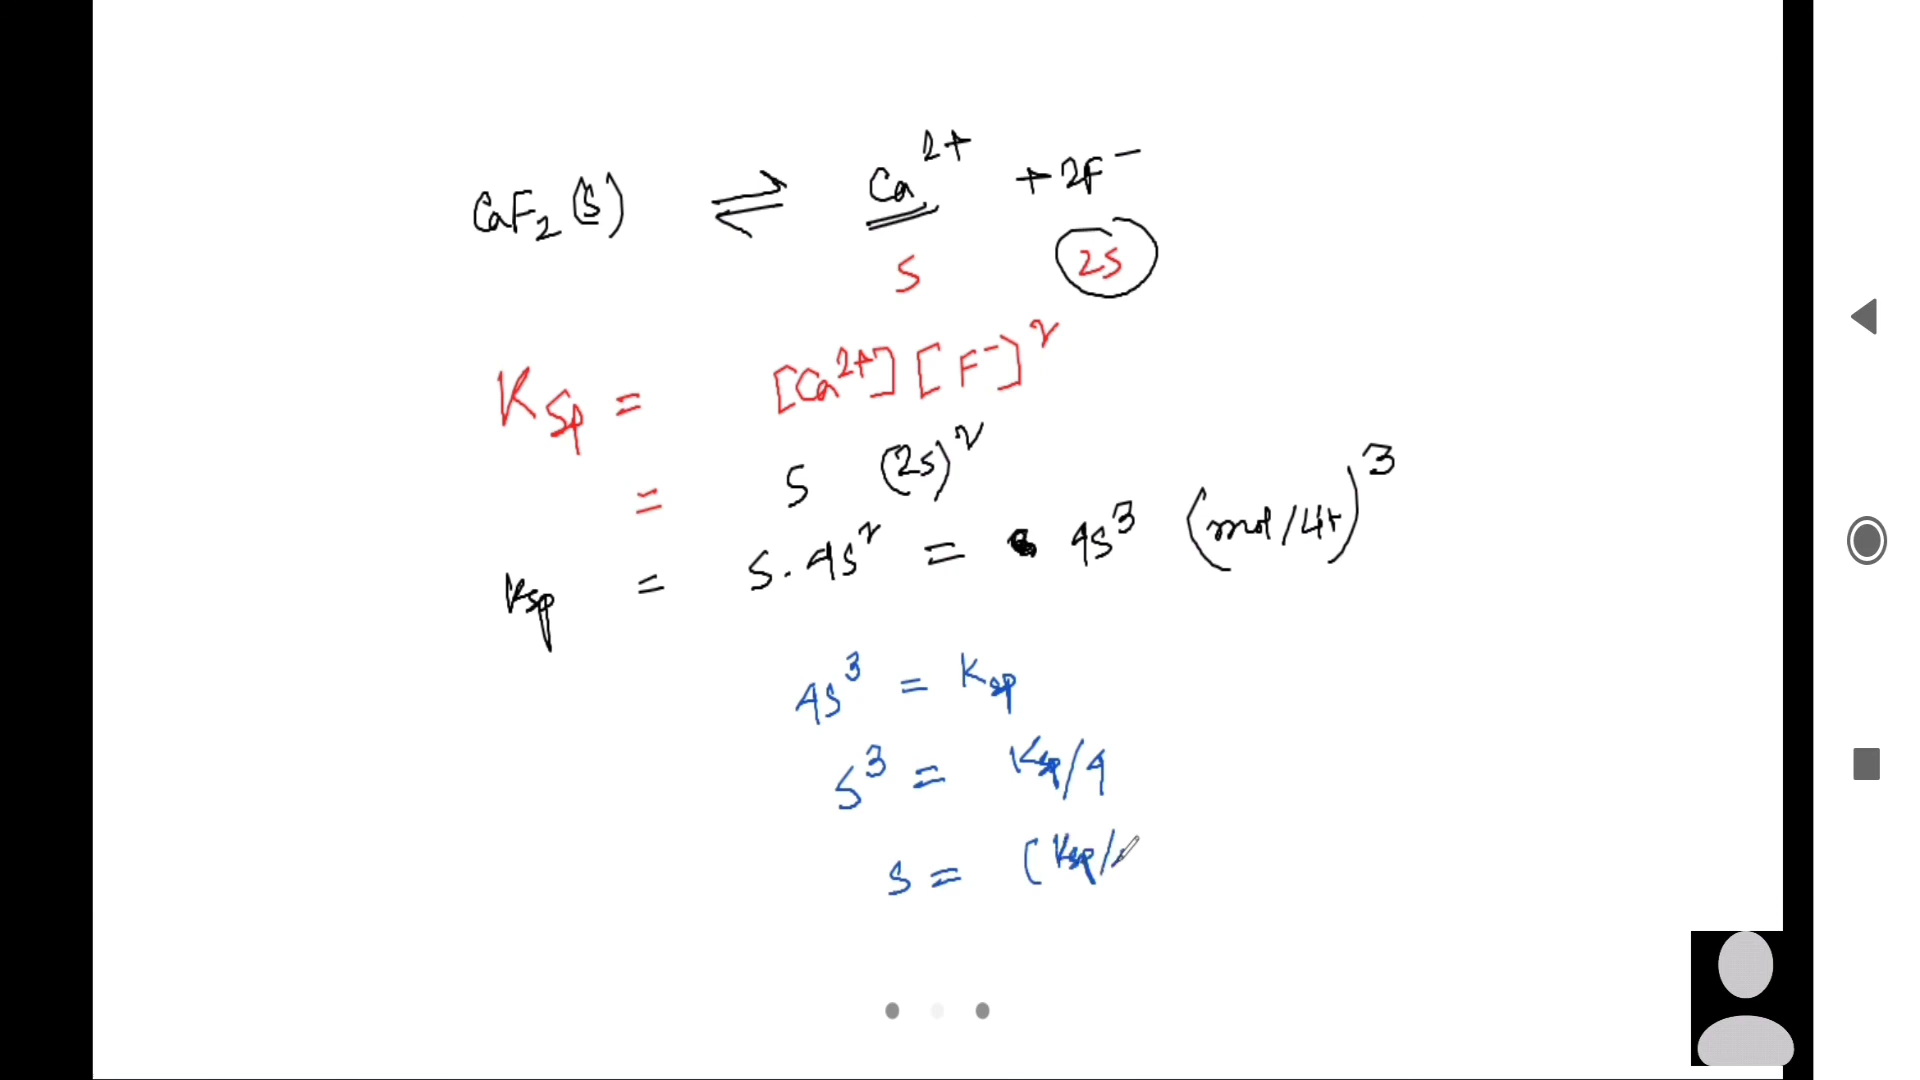 CaF₂ (s) ⇌ Ca²⁺ + 2F⁻
s 2s
Ksp = [Ca²⁺] [F⁻]²
= s (2s)²
Ksp = s . 4s² = 4s³ (mol/Lit)³
4s³ = Ksp
s³ = Ksp/4
s = (Ksp/